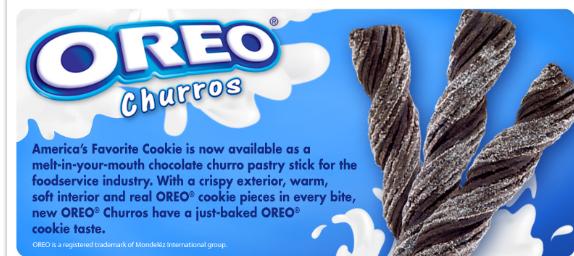 OREO®
Churros
America's Favorite Cookie is now available as a
melt-in-your-mouth chocolate churro pastry stick for the
foodservice industry. With a crispy exterior, warm,
soft interior and real OREO® cookie pieces in every bite,
new OREO® Churros have a just-baked OREO®
cookie taste.
OREO is a registered trademark of Mondelēz International group.